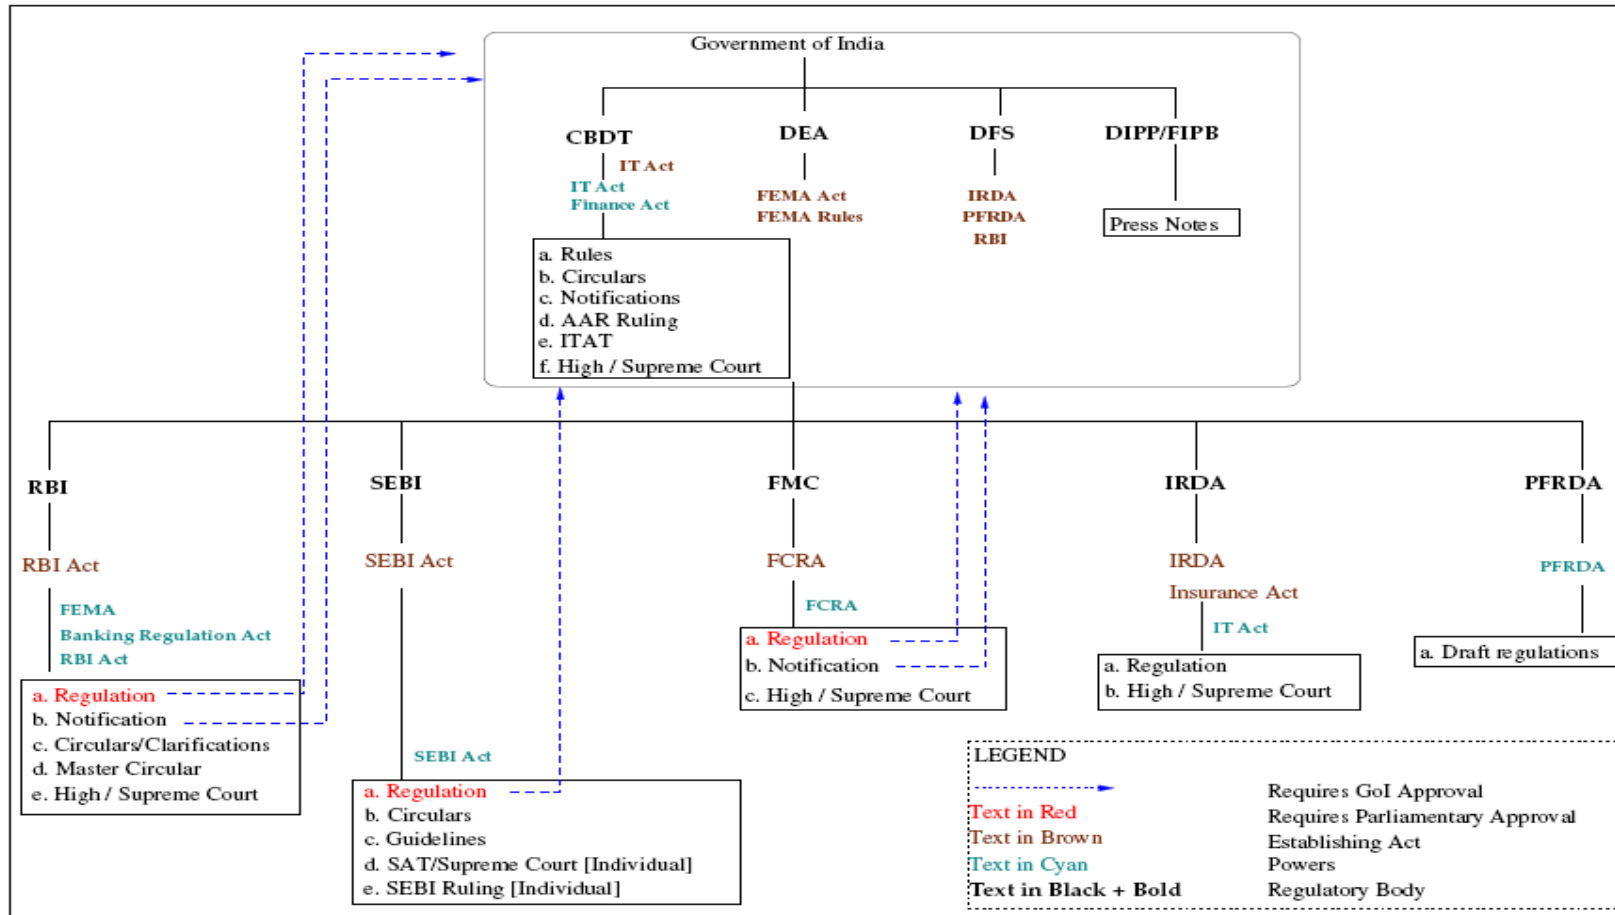 Government of India
CBDT
DEA
DFS
DIPP/FIPB
IT Act
IT Act
Finance Act
FEMA Act
FEMA Rules
IRDA
PFRDA
RBI
Press Notes
a. Rules
b. Circulars
c. Notifications
d. AAR Ruling
e. ITAT
f. High / Supreme Court
RBI
SEBI
FMC
IRDA
PFRDA
RBI Act
FEMA
Banking Regulation Act
RBI Act
a. Regulation
b. Notification
c. Circulars/Clarifications
d. Master Circular
e. High / Supreme Court
SEBI Act
SEBI Act
a. Regulation
b. Circulars
c. Guidelines
d. SAT/Supreme Court [Individual]
e. SEBI Ruling [Individual]
FCRA
FCRA
a. Regulation
b. Notification
c. High / Supreme Court
IRDA
Insurance Act
IT Act
a. Regulation
b. High / Supreme Court
PFRDA
a. Draft regulations
LEGEND
Requires GoI Approval
Text in Red Requires Parliamentary Approval
Text in Brown Establishing Act
Text in Cyan Powers
Text in Black + Bold Regulatory Body